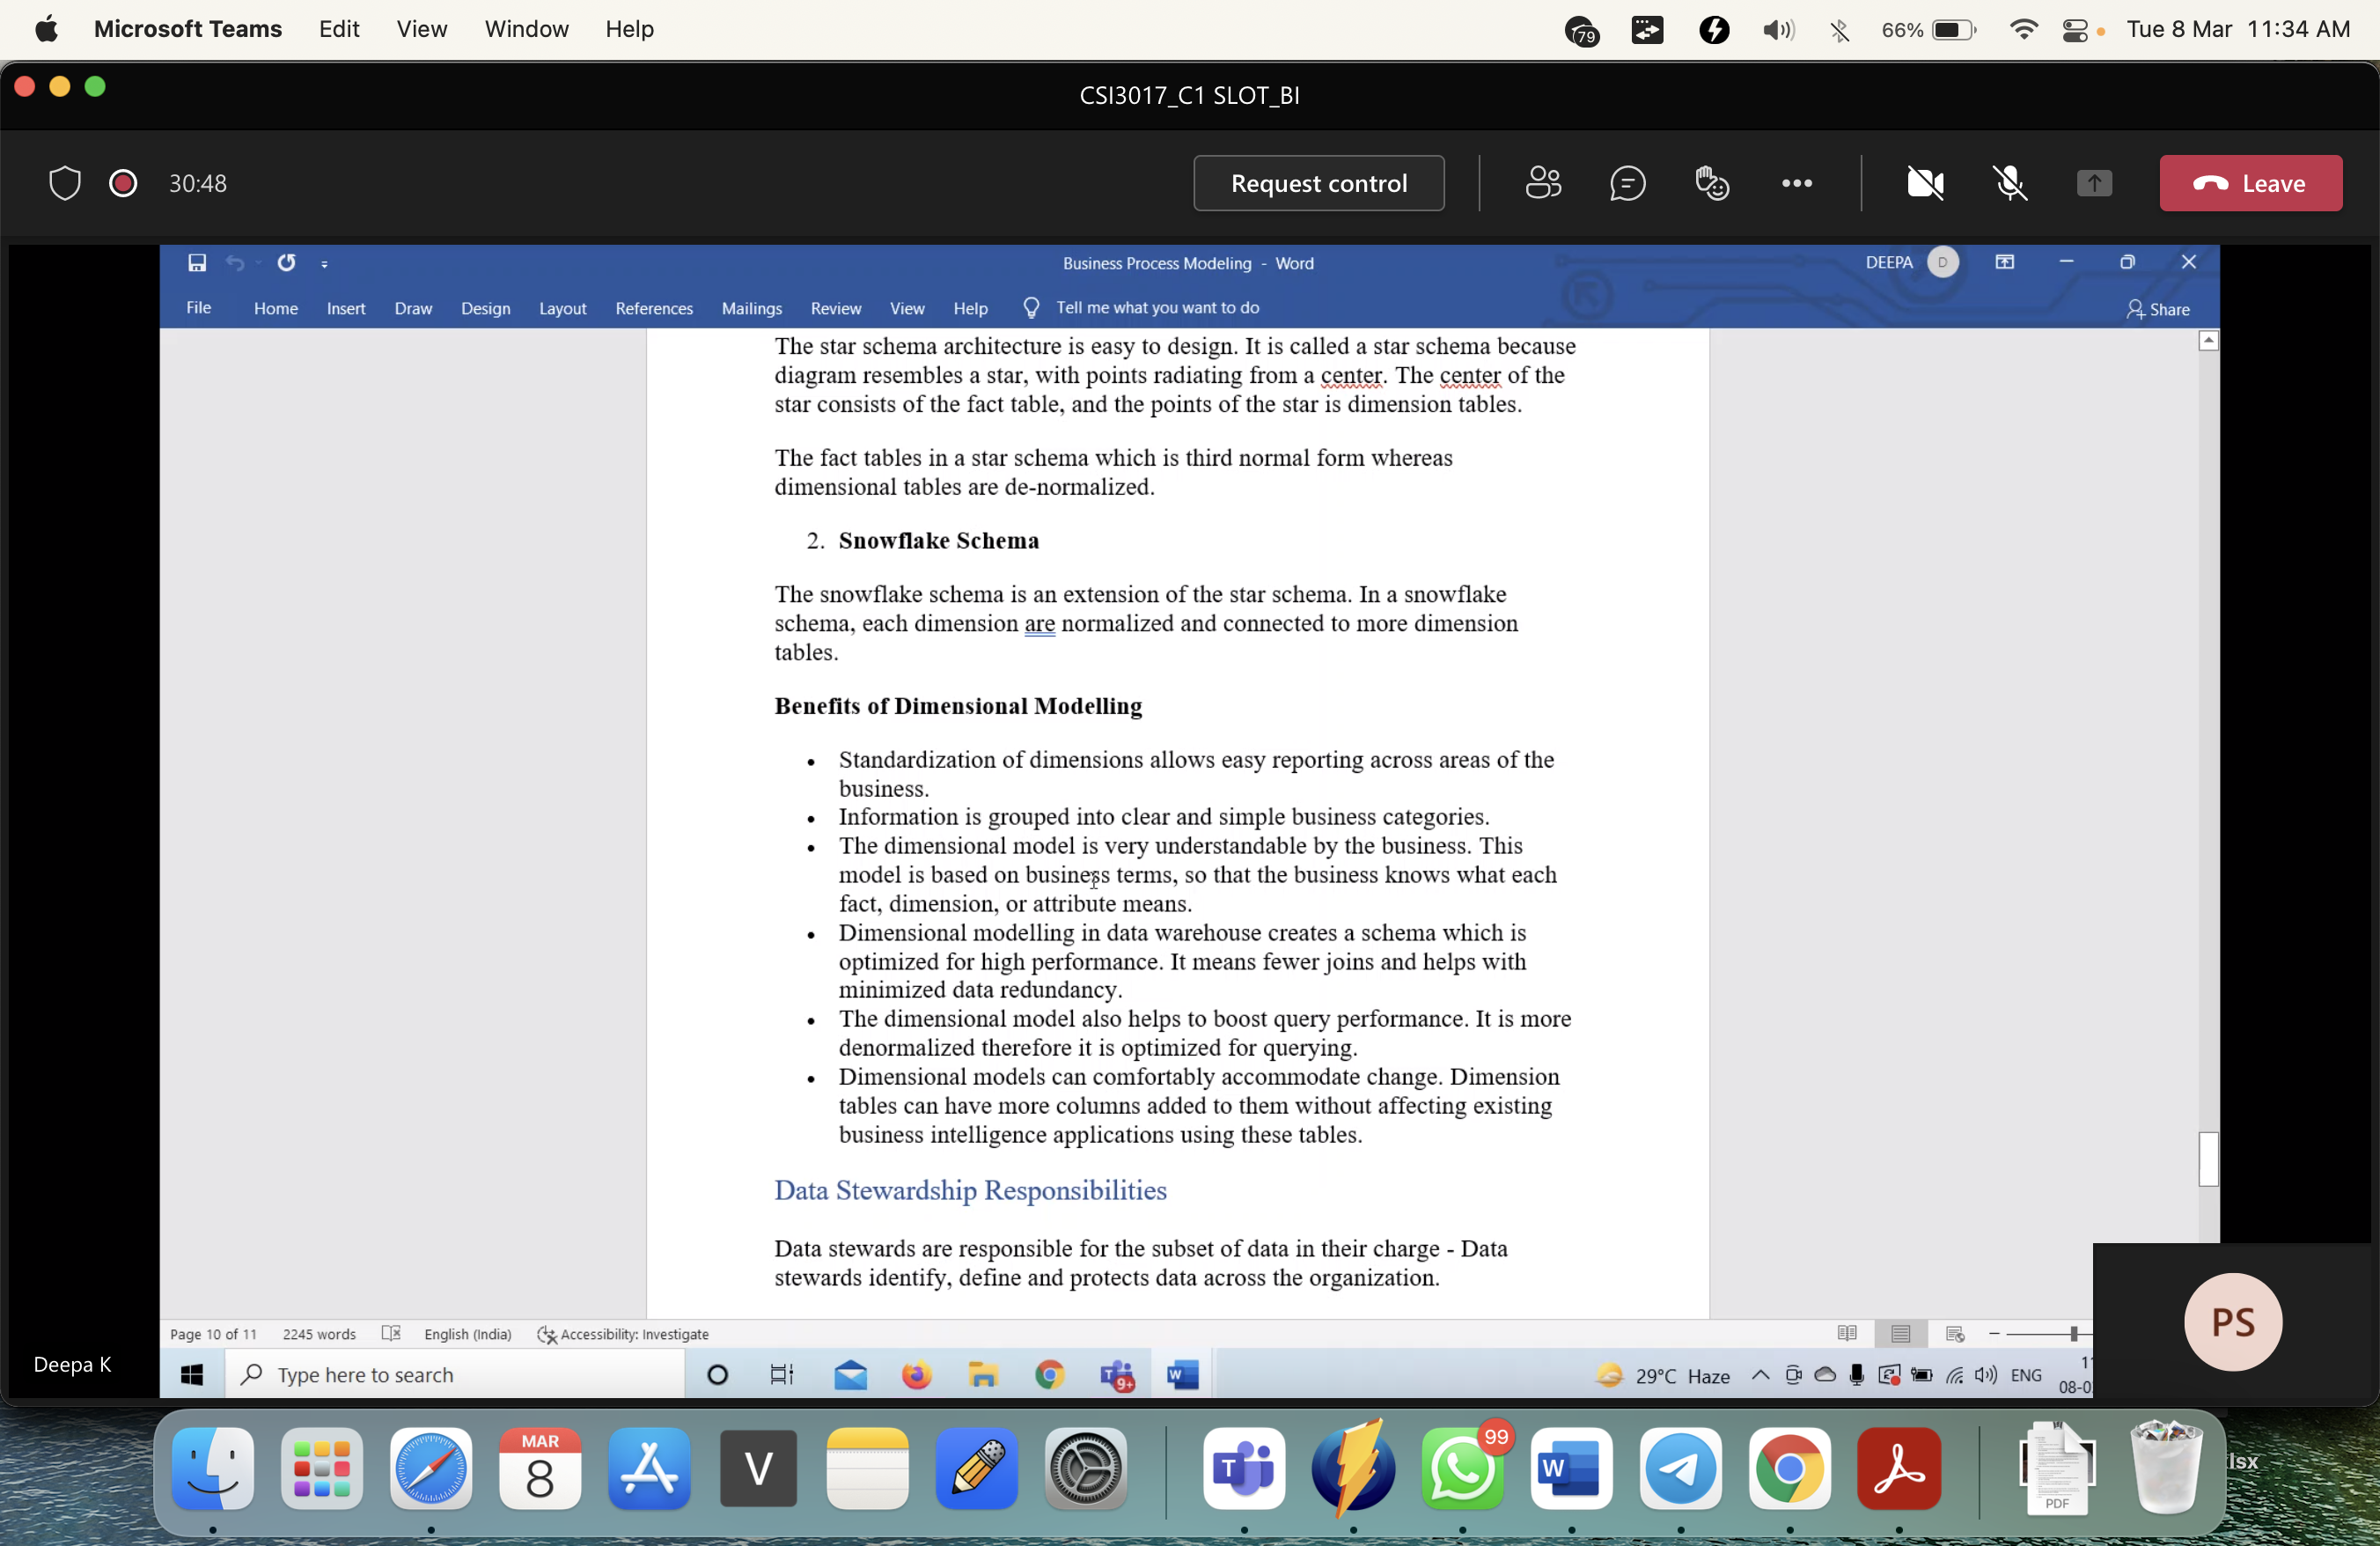 Microsoft Teams Edit View Window Help 79 66% Tue 8 Mar 11:34 AM
CSI3017_C1 SLOT_BI
30:48 Request control Leave
Business Process Modeling - Word DEEPA D
File Home Insert Draw Design Layout References Mailings Review View Help Tell me what you want to do Share
The star schema architecture is easy to design. It is called a star schema because
diagram resembles a star, with points radiating from a center. The center of the
star consists of the fact table, and the points of the star is dimension tables.
The fact tables in a star schema which is third normal form whereas
dimensional tables are de-normalized.
2. Snowflake Schema
The snowflake schema is an extension of the star schema. In a snowflake
schema, each dimension are normalized and connected to more dimension
tables.
Benefits of Dimensional Modelling
• Standardization of dimensions allows easy reporting across areas of the
business.
• Information is grouped into clear and simple business categories.
• The dimensional model is very understandable by the business. This
model is based on business terms, so that the business knows what each
fact, dimension, or attribute means.
• Dimensional modelling in data warehouse creates a schema which is
optimized for high performance. It means fewer joins and helps with
minimized data redundancy.
• The dimensional model also helps to boost query performance. It is more
denormalized therefore it is optimized for querying.
• Dimensional models can comfortably accommodate change. Dimension
tables can have more columns added to them without affecting existing
business intelligence applications using these tables.
Data Stewardship Responsibilities
Data stewards are responsible for the subset of data in their charge - Data
stewards identify, define and protects data across the organization.
PS
Page 10 of 11 2245 words English (India) Accessibility: Investigate
Deepa K
Type here to search 9+ W 29°C Haze ENG 11
08-0
MAR
8 V T 99 W PDF lsx